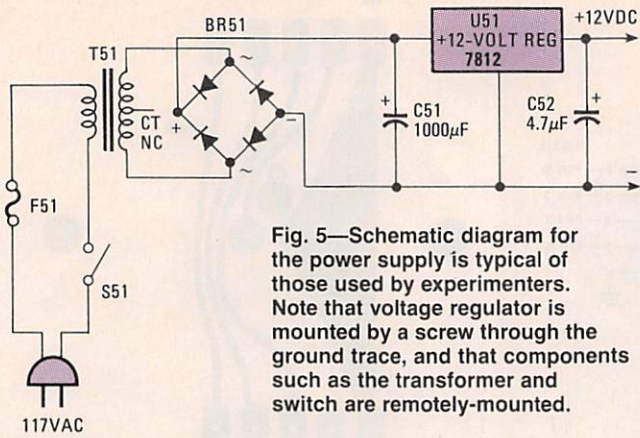 BR51
U51
+12-VOLT REG
7812
+12VDC
T51
~
CT
NC
+
−
~
+
C51
1000µF
C52
4.7µF
+
−
F51
S51
117VAC
Fig. 5—Schematic diagram for
the power supply is typical of
those used by experimenters.
Note that voltage regulator is
mounted by a screw through the
ground trace, and that components
such as the transformer and
switch are remotely-mounted.